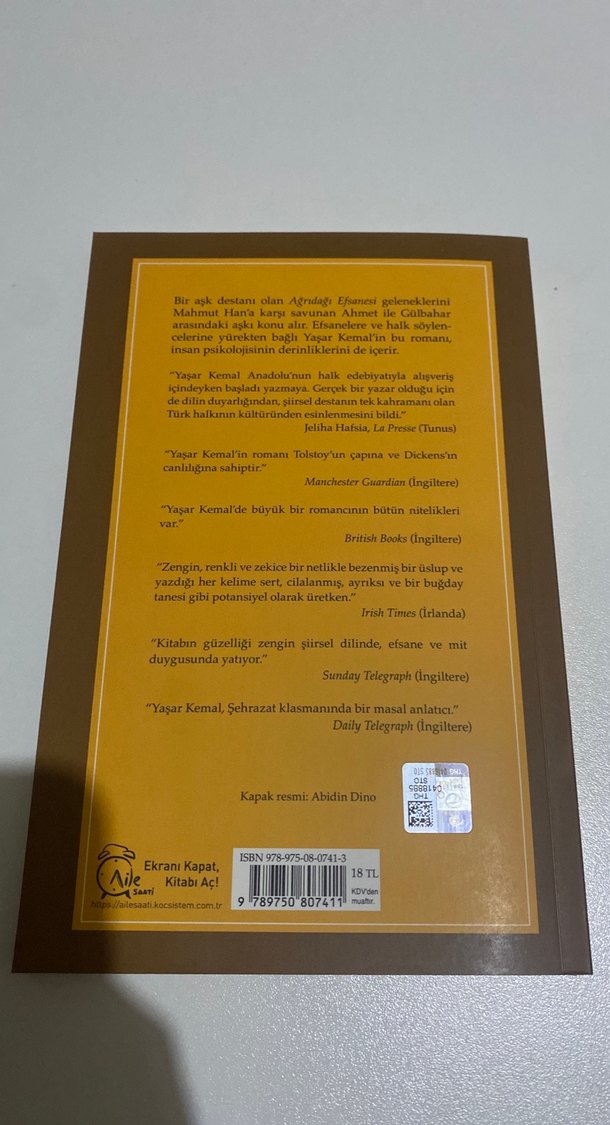 Bir aşk destanı olan Ağrıdağı Efsanesi geleneklerini
Mahmut Han'a karşı savunan Ahmet ile Gülbahar
arasındaki aşkı konu alır. Efsanelere ve halk söylen-
celerine yürekten bağlı Yaşar Kemal'in bu romanı,
insan psikolojisinin derinliklerini de içerir.
"Yaşar Kemal Anadolu'nun halk edebiyatıyla alışveriş
içindeyken başladı yazmaya. Gerçek bir yazar olduğu için
de dilin duyarlığından, şiirsel destanın tek kahramanı olan
Türk halkının kültüründen esinlenmesini bildi."
Jeliha Hafsia, La Presse (Tunus)
"Yaşar Kemal'in romanı Tolstoy'un çapına ve Dickens'ın
canlılığına sahiptir."
Manchester Guardian (İngiltere)
"Yaşar Kemal'de büyük bir romancının bütün nitelikleri
var."
British Books (İngiltere)
"Zengin, renkli ve zekice bir netlikle bezenmiş bir üslup ve
yazdığı her kelime sert, cilalanmış, ayrıksı ve bir buğday
tanesi gibi potansiyel olarak üretken."
Irish Times (İrlanda)
"Kitabın güzelliği zengin şiirsel dilinde, efsane ve mit
duygusunda yatıyor."
Sunday Telegraph (İngiltere)
"Yaşar Kemal, Şehrazat klasmanında bir masal anlatıcı."
Daily Telegraph (İngiltere)
Kapak resmi: Abidin Dino
THG
STO
0418885
THG 0418885 STO
Aile
SAATİ
Ekranı Kapat,
Kitabı Aç!
https://ailesaati.kocsistem.com.tr
ISBN 978-975-08-0741-3
9 789750 807411
18 TL
KDV'den
muaftır.